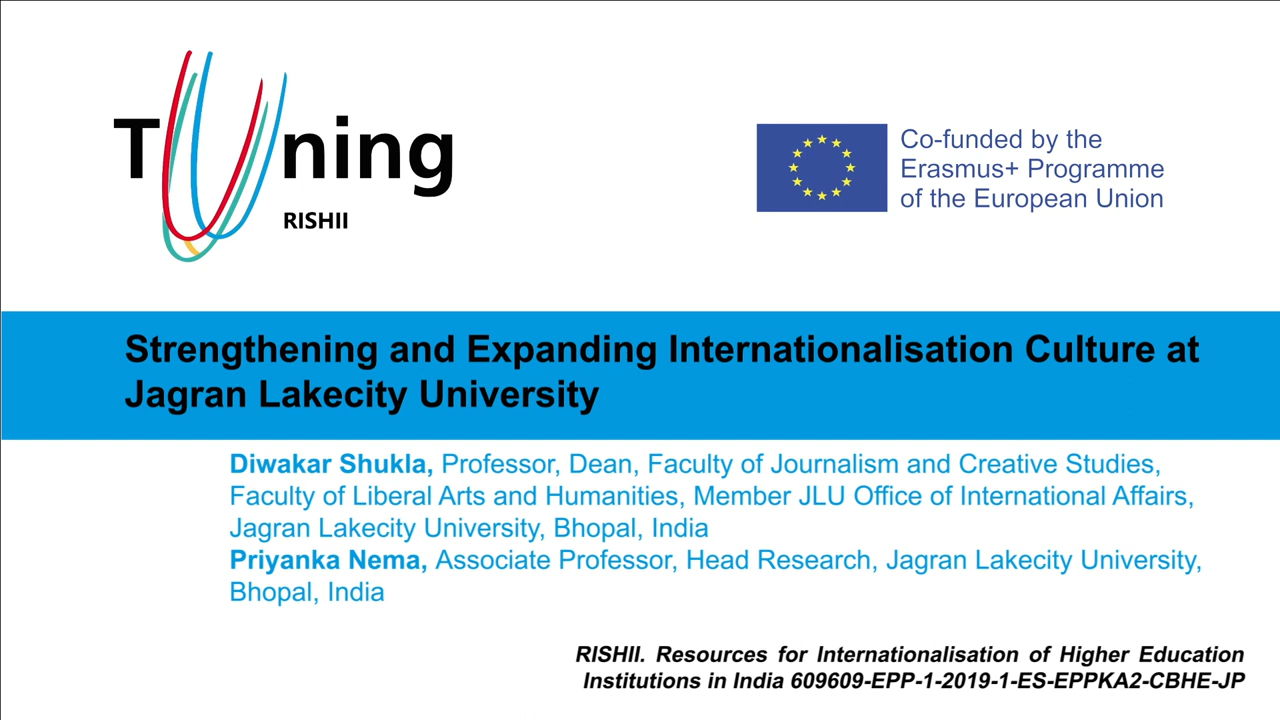 TUning
RISHII
Co-funded by the
Erasmus+ Programme
of the European Union
Strengthening and Expanding Internationalisation Culture at
Jagran Lakecity University
Diwakar Shukla, Professor, Dean, Faculty of Journalism and Creative Studies,
Faculty of Liberal Arts and Humanities, Member JLU Office of International Affairs,
Jagran Lakecity University, Bhopal, India
Priyanka Nema, Associate Professor, Head Research, Jagran Lakecity University,
Bhopal, India
RISHII. Resources for Internationalisation of Higher Education
Institutions in India 609609-EPP-1-2019-1-ES-EPPKA2-CBHE-JP